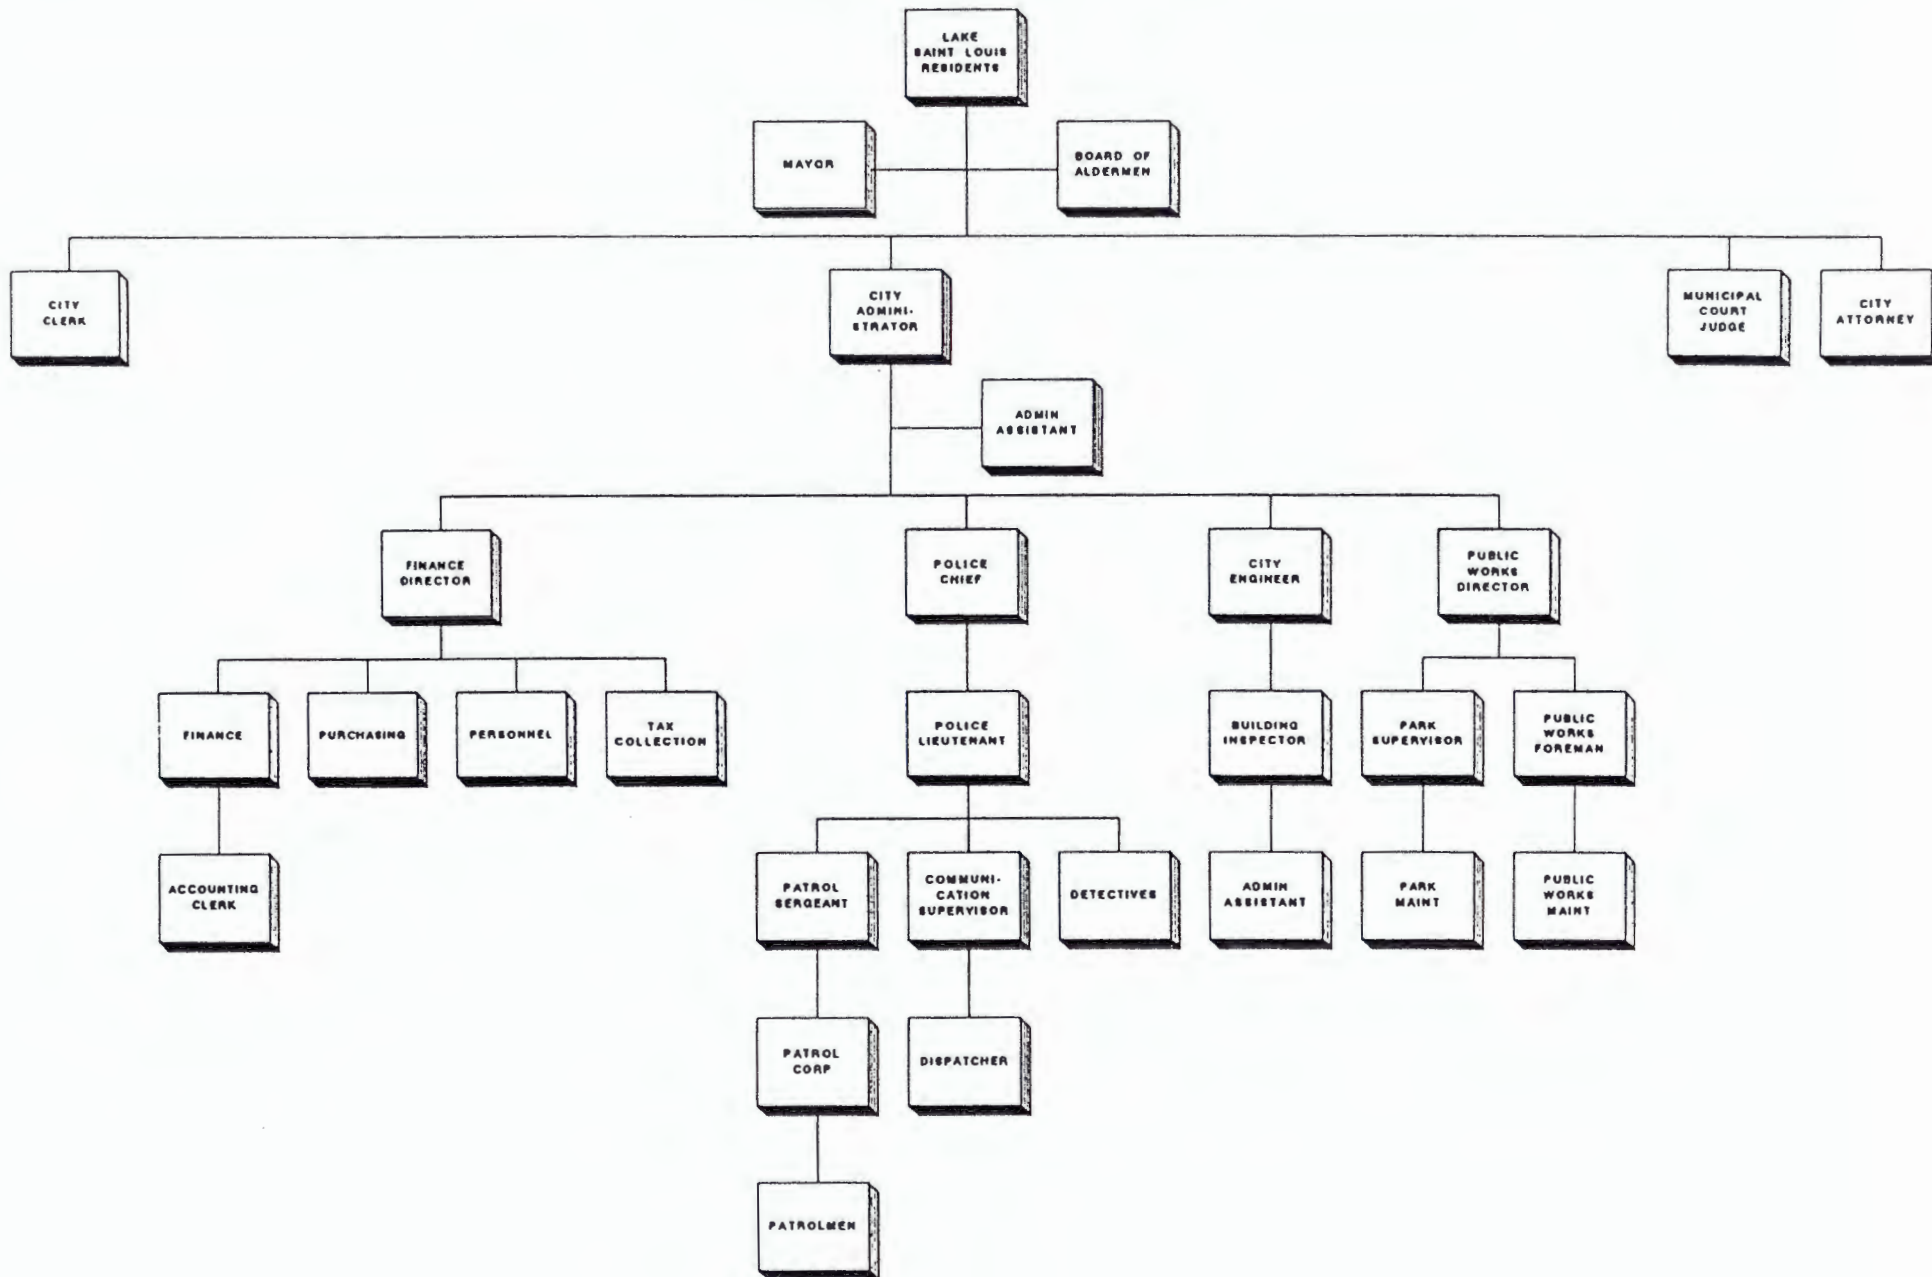 LAKE
SAINT LOUIS
RESIDENTS
MAYOR
BOARD OF
ALDERMEN
CITY
CLERK
CITY
ADMINI-
STRATOR
MUNICIPAL
COURT
JUDGE
CITY
ATTORNEY
ADMIN
ASSISTANT
FINANCE
DIRECTOR
POLICE
CHIEF
CITY
ENGINEER
PUBLIC
WORKS
DIRECTOR
FINANCE
PURCHASING
PERSONNEL
TAX
COLLECTION
POLICE
LIEUTENANT
BUILDING
INSPECTOR
PARK
SUPERVISOR
PUBLIC
WORKS
FOREMAN
ACCOUNTING
CLERK
PATROL
SERGEANT
COMMUNI-
CATION
SUPERVISOR
DETECTIVES
ADMIN
ASSISTANT
PARK
MAINT
PUBLIC
WORKS
MAINT
PATROL
CORP
DISPATCHER
PATROLMEN